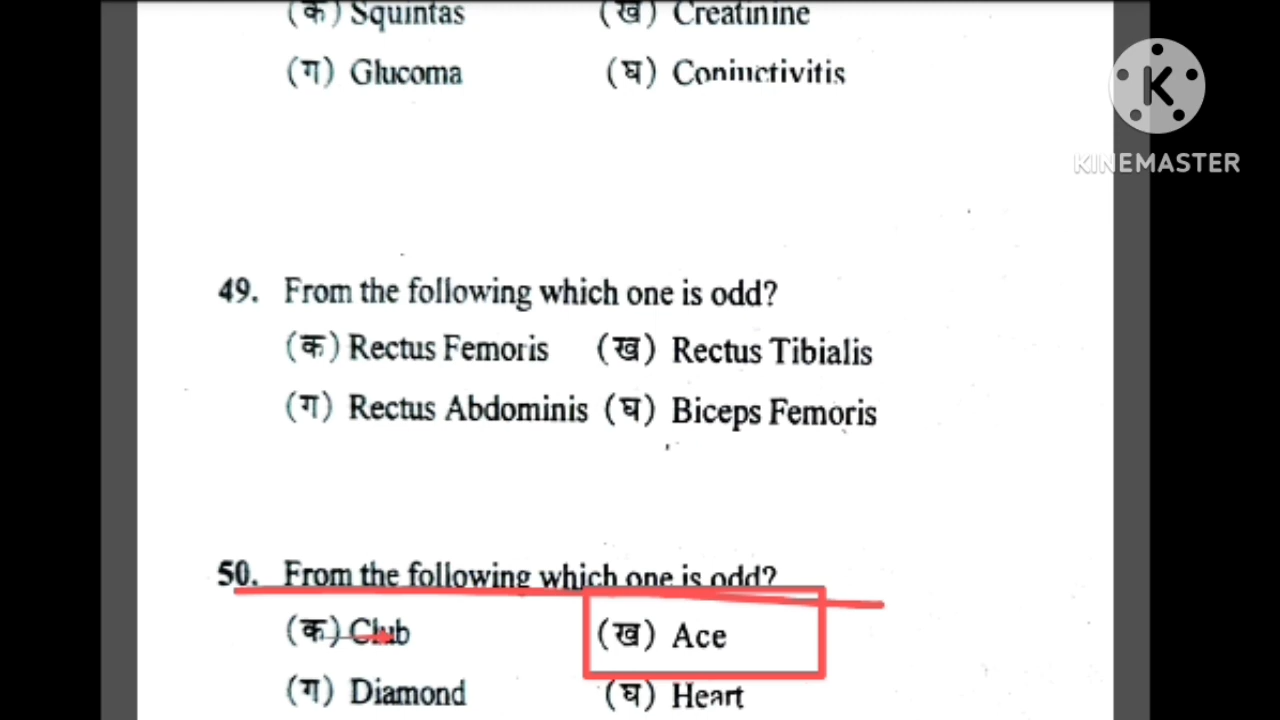 (क) Squintas (ख) Creatinine
(ग) Glucoma (घ) Coniuctivitis
KINEMASTER
49. From the following which one is odd?
(क) Rectus Femoris (ख) Rectus Tibialis
(ग) Rectus Abdominis (घ) Biceps Femoris
50. From the following which one is odd?
(क) Club (ख) Ace
(ग) Diamond (घ) Heart